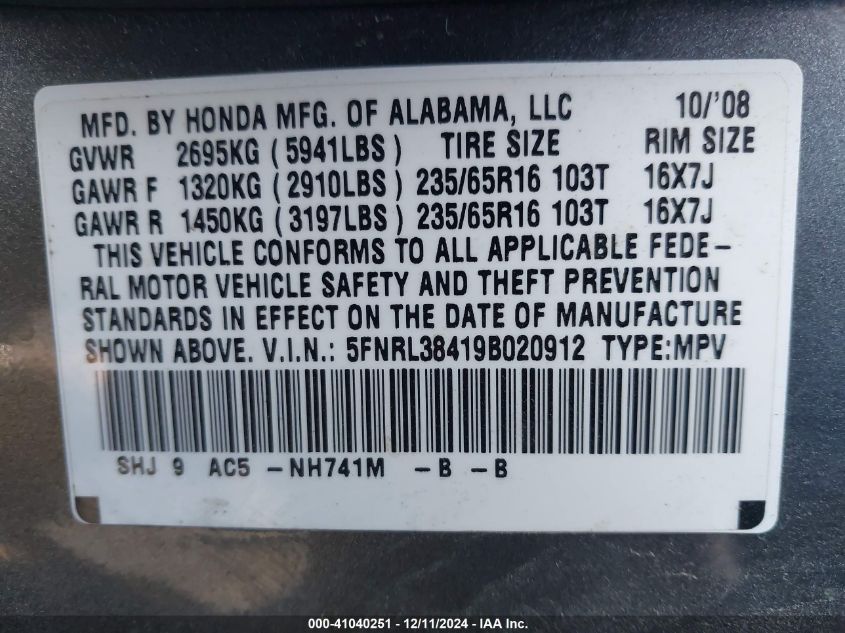 MFD. BY HONDA MFG. OF ALABAMA, LLC 10/'08
GVWR 2695KG (5941LBS) TIRE SIZE RIM SIZE
GAWR F 1320KG (2910LBS) 235/65R16 103T 16X7J
GAWR R 1450KG (3197LBS) 235/65R16 103T 16X7J
THIS VEHICLE CONFORMS TO ALL APPLICABLE FEDE-
RAL MOTOR VEHICLE SAFETY AND THEFT PREVENTION
STANDARDS IN EFFECT ON THE DATE OF MANUFACTURE
SHOWN ABOVE. V.I.N.: 5FNRL38419B020912 TYPE:MPV
SHJ 9 AC5 -NH741M -B -B
000-41040251 - 12/11/2024 - IAA Inc.